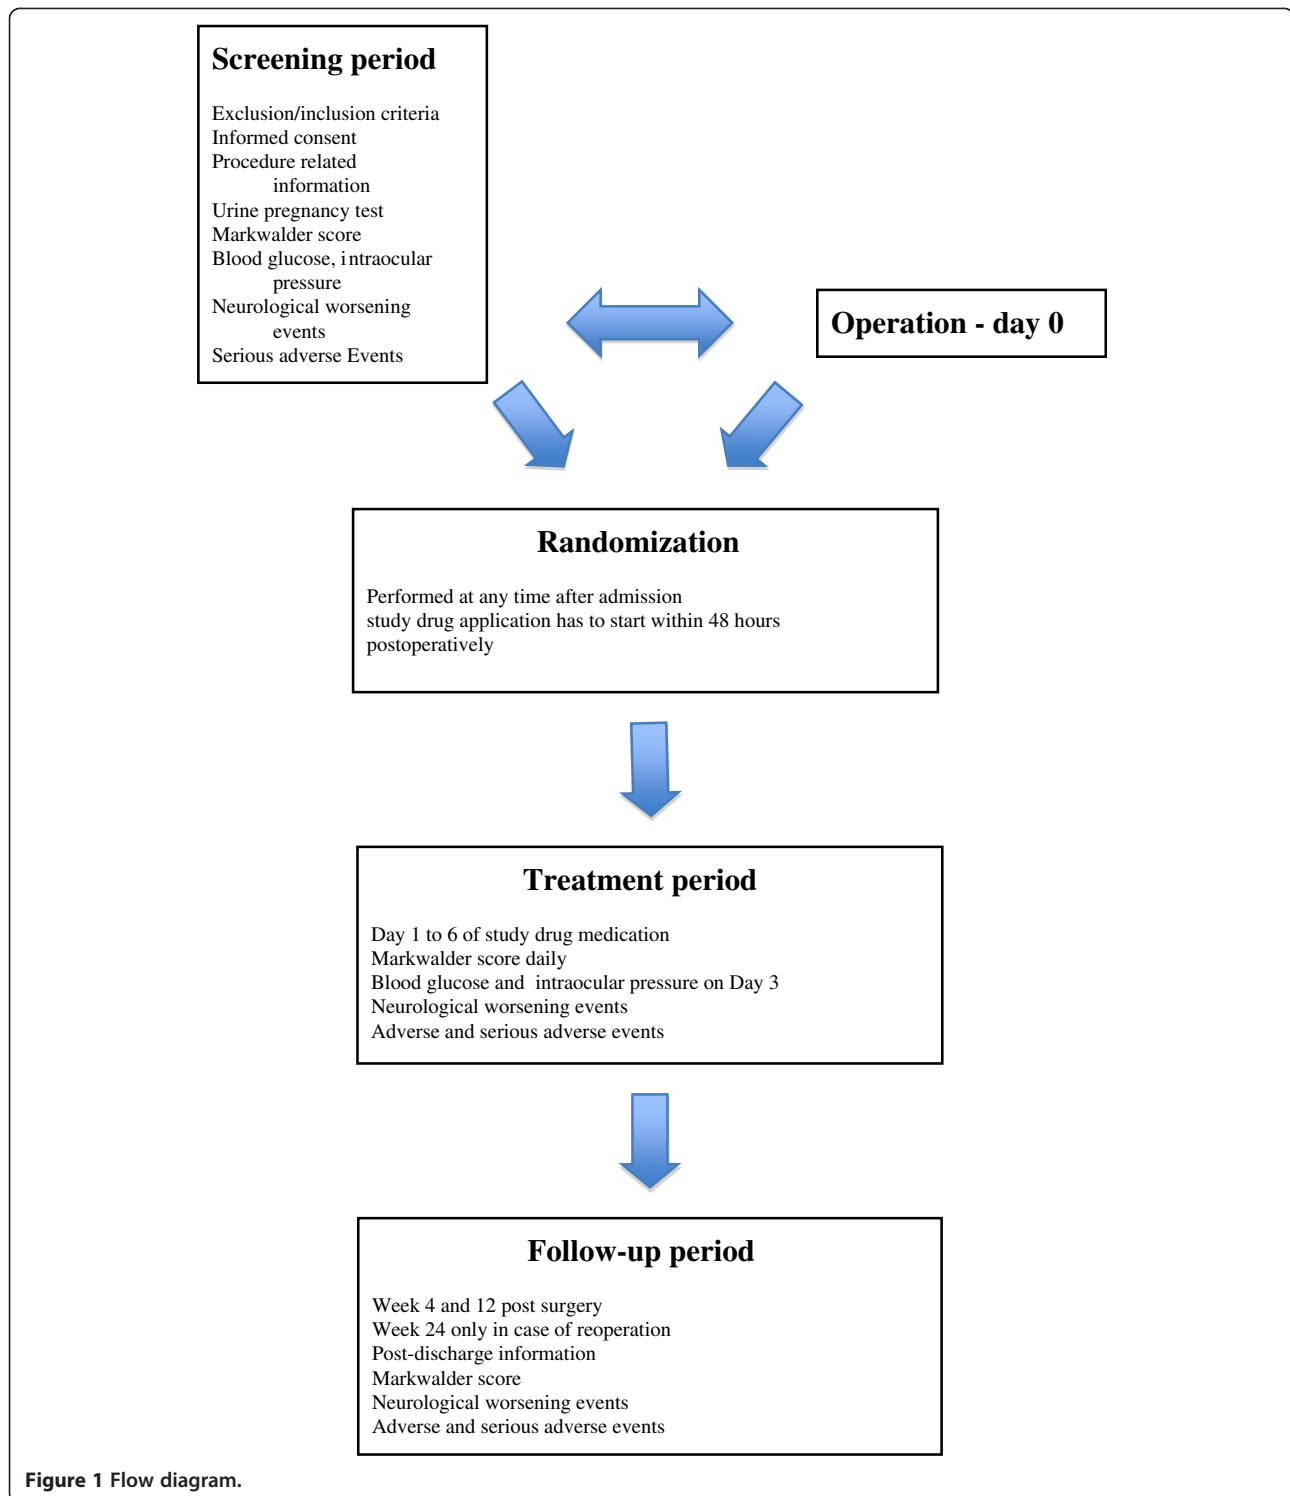 Screening period
Exclusion/inclusion criteria
Informed consent
Procedure related
information
Urine pregnancy test
Markwalder score
Blood glucose, intraocular
pressure
Neurological worsening
events
Serious adverse Events
Operation - day 0
Randomization
Performed at any time after admission
study drug application has to start within 48 hours
postoperatively
Treatment period
Day 1 to 6 of study drug medication
Markwalder score daily
Blood glucose and intraocular pressure on Day 3
Neurological worsening events
Adverse and serious adverse events
Follow-up period
Week 4 and 12 post surgery
Week 24 only in case of reoperation
Post-discharge information
Markwalder score
Neurological worsening events
Adverse and serious adverse events
Figure 1 Flow diagram.